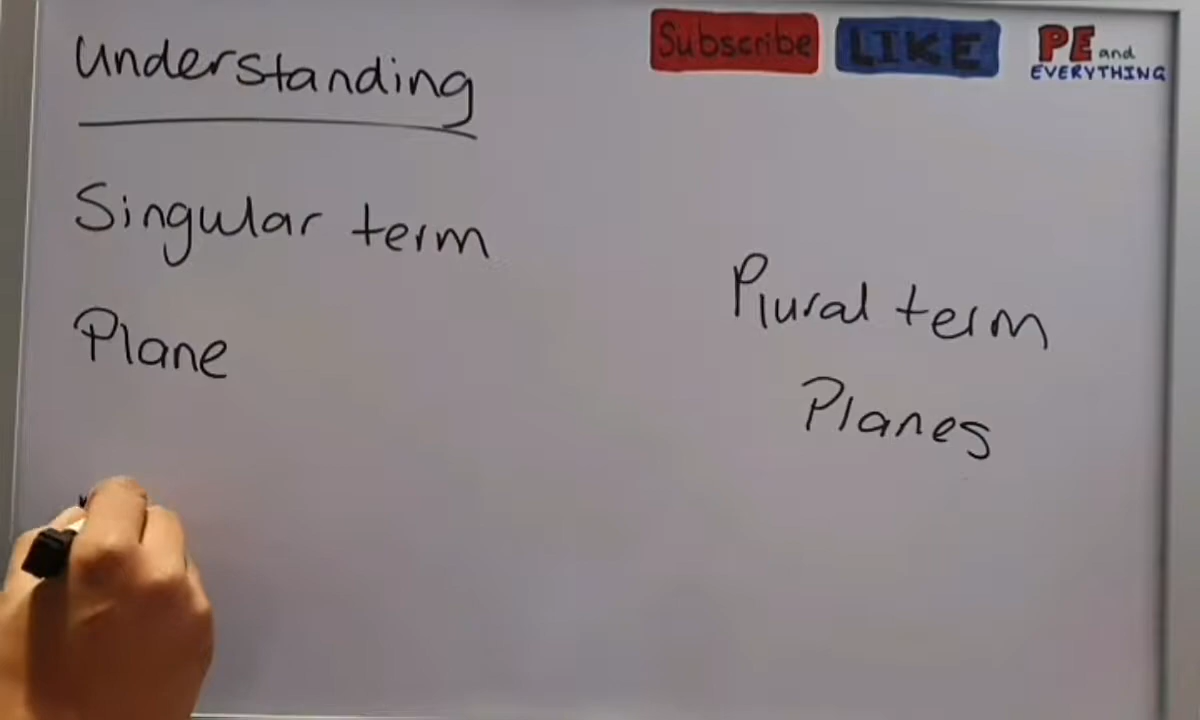 Understanding
Subscribe
LIKE
PE and
EVERYTHING
Singular term
Plural term
Plane
Planes